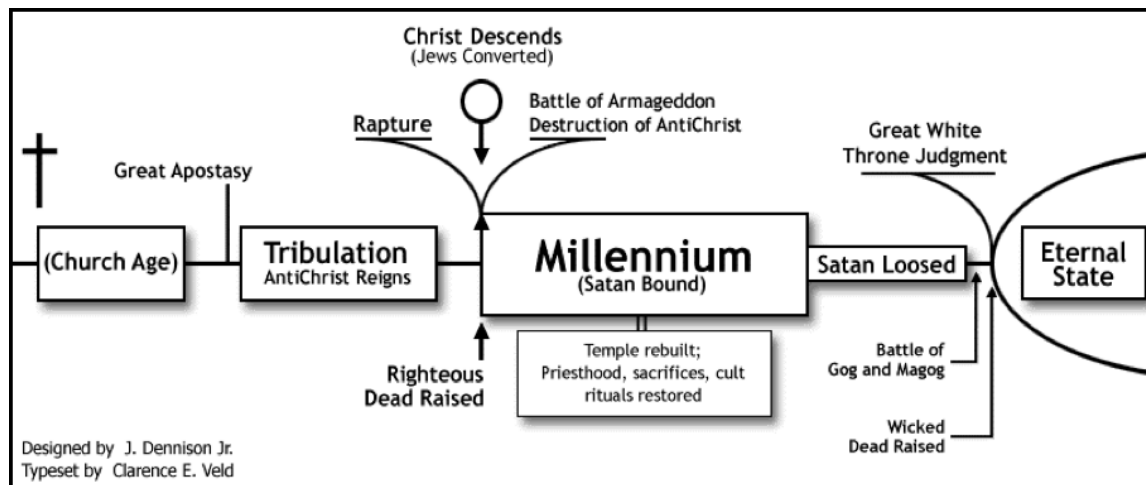 Christ Descends
(Jews Converted)
Rapture
Battle of Armageddon
Destruction of AntiChrist
Great Apostasy
Great White
Throne Judgment
(Church Age)
Tribulation
AntiChrist Reigns
Millennium
(Satan Bound)
Satan Loosed
Eternal
State
Righteous
Dead Raised
Temple rebuilt;
Priesthood, sacrifices, cult
rituals restored
Battle of
Gog and Magog
Wicked
Dead Raised
Designed by J. Dennison Jr.
Typeset by Clarence E. Veld